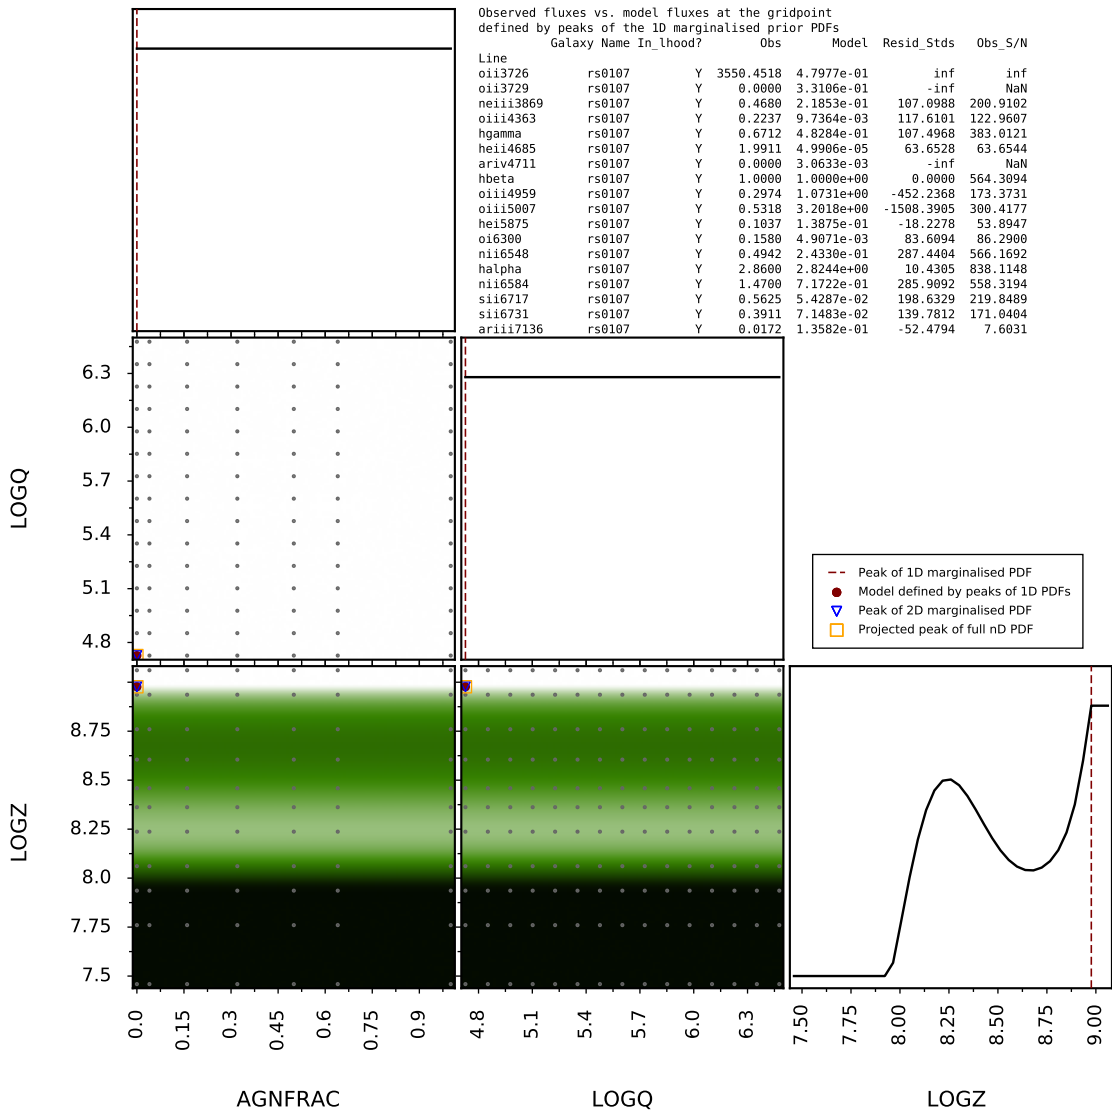 Observed fluxes vs. model fluxes at the gridpoint
defined by peaks of the 1D marginalised prior PDFs
Galaxy Name In_lhood? Obs Model Resid_Stds Obs_S/N
Line
oii3726 rs0107 Y 3550.4518 4.7977e-01 inf inf
oii3729 rs0107 Y 0.0000 3.3106e-01 -inf NaN
neiii3869 rs0107 Y 0.4680 2.1853e-01 107.0988 200.9102
oiii4363 rs0107 Y 0.2237 9.7364e-03 117.6101 122.9607
hgamma rs0107 Y 0.6712 4.8284e-01 107.4968 383.0121
heii4685 rs0107 Y 1.9911 4.9906e-05 63.6528 63.6544
ariv4711 rs0107 Y 0.0000 3.0633e-03 -inf NaN
hbeta rs0107 Y 1.0000 1.0000e+00 0.0000 564.3094
oiii4959 rs0107 Y 0.2974 1.0731e+00 -452.2368 173.3731
oiii5007 rs0107 Y 0.5318 3.2018e+00 -1508.3905 300.4177
hei5875 rs0107 Y 0.1037 1.3875e-01 -18.2278 53.8947
oi6300 rs0107 Y 0.1580 4.9071e-03 83.6094 86.2900
nii6548 rs0107 Y 0.4942 2.4330e-01 287.4404 566.1692
halpha rs0107 Y 2.8600 2.8244e+00 10.4305 838.1148
nii6584 rs0107 Y 1.4700 7.1722e-01 285.9092 558.3194
sii6717 rs0107 Y 0.5625 5.4287e-02 198.6329 219.8489
sii6731 rs0107 Y 0.3911 7.1483e-02 139.7812 171.0404
ariii7136 rs0107 Y 0.0172 1.3582e-01 -52.4794 7.6031
6.3
6.0
5.7
5.4
5.1
4.8
LOGQ
Peak of 1D marginalised PDF
Model defined by peaks of 1D PDFs
Peak of 2D marginalised PDF
Projected peak of full nD PDF
8.75
8.5
8.25
8.0
7.75
7.5
LOGZ
0.0 0.15 0.3 0.45 0.6 0.75 0.9
4.8 5.1 5.4 5.7 6.0 6.3
7.50 7.75 8.00 8.25 8.50 8.75 9.00
AGNFRAC LOGQ LOGZ